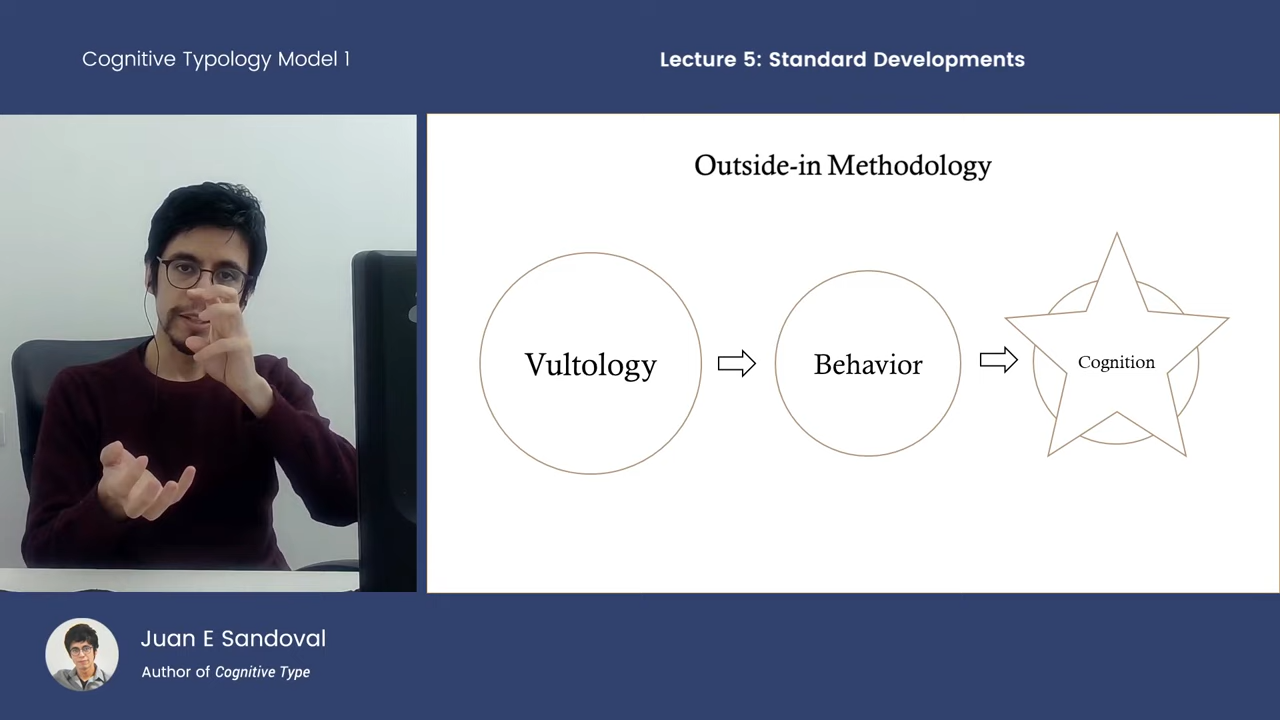 Cognitive Typology Model 1
Lecture 5: Standard Developments
Outside-in Methodology
Vultology
Behavior
Cognition
Juan E Sandoval
Author of Cognitive Type